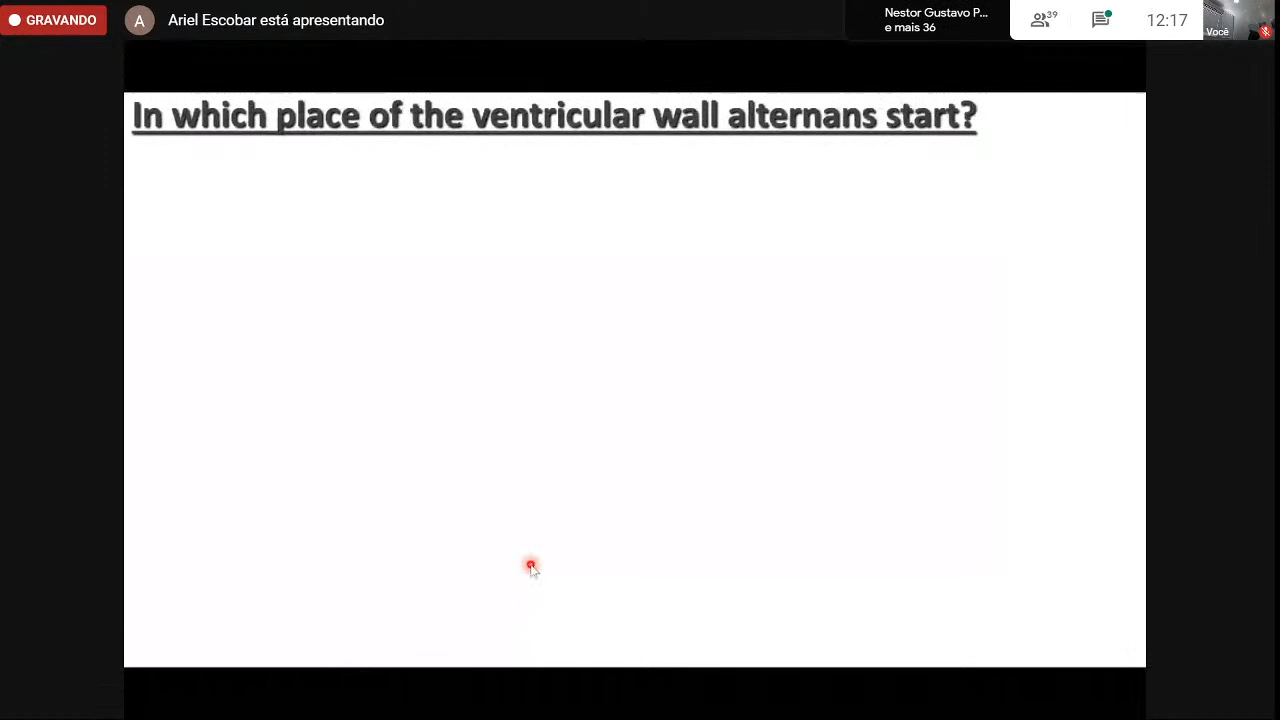 GRAVANDO
A
Ariel Escobar está apresentando
Nestor Gustavo P...
e mais 36
39
12:17
Você
In which place of the ventricular wall alternans start?